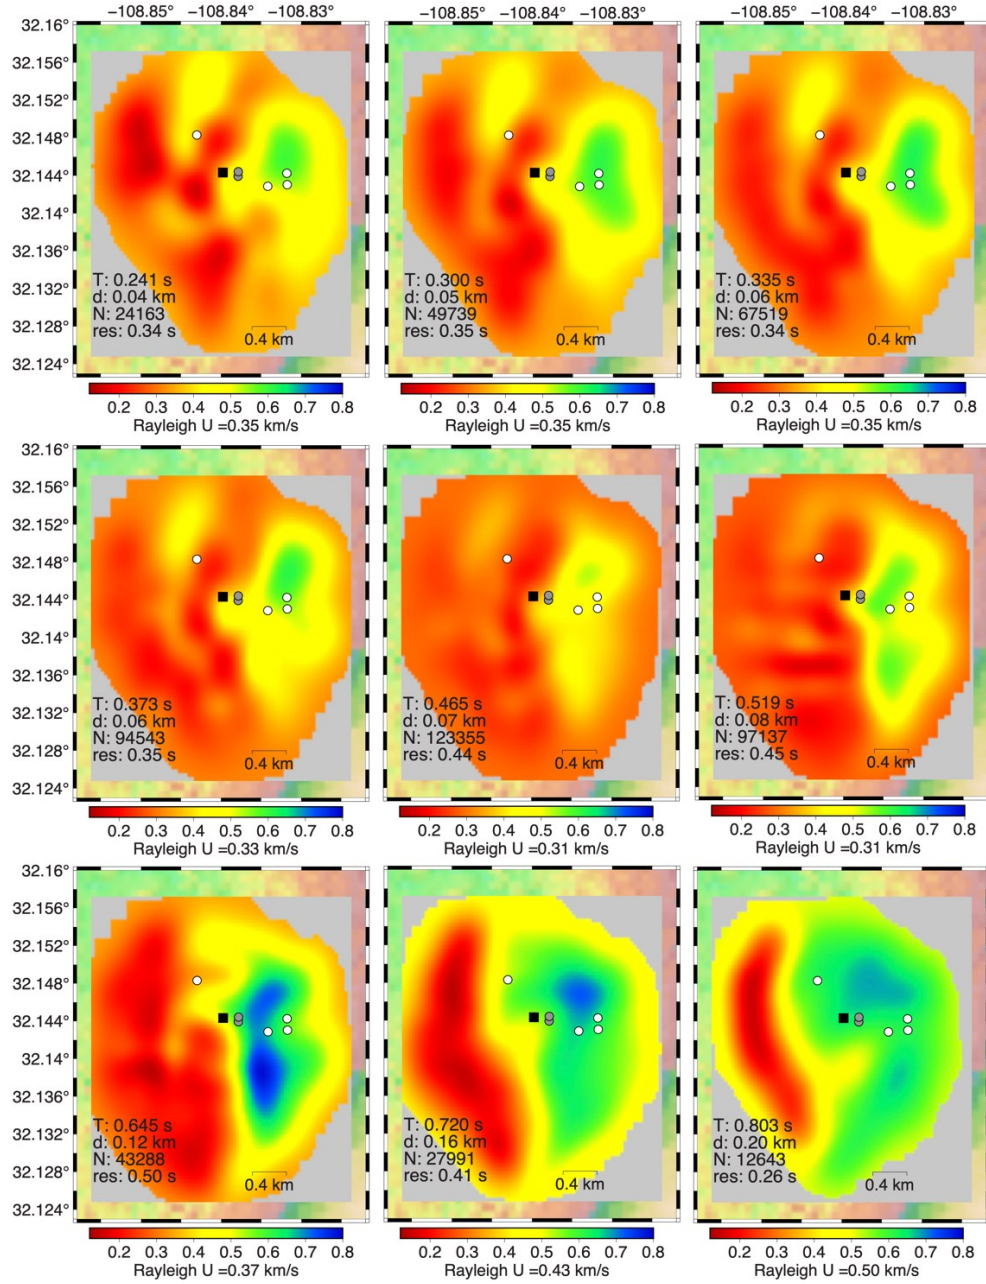 −108.85° −108.84° −108.83° −108.85° −108.84° −108.83° −108.85° −108.84° −108.83°
32.16°
32.156°
32.152°
32.148°
32.144°
32.14°
32.136°
32.132°
32.128°
32.124°
T: 0.241 s
d: 0.04 km
N: 24163
res: 0.34 s
0.4 km
T: 0.300 s
d: 0.05 km
N: 49739
res: 0.35 s
0.4 km
T: 0.335 s
d: 0.06 km
N: 67519
res: 0.34 s
0.4 km
0.2 0.3 0.4 0.5 0.6 0.7 0.8
Rayleigh U =0.35 km/s
0.2 0.3 0.4 0.5 0.6 0.7 0.8
Rayleigh U =0.35 km/s
0.2 0.3 0.4 0.5 0.6 0.7 0.8
Rayleigh U =0.35 km/s
32.16°
32.156°
32.152°
32.148°
32.144°
32.14°
32.136°
32.132°
32.128°
32.124°
T: 0.373 s
d: 0.06 km
N: 94543
res: 0.35 s
0.4 km
T: 0.465 s
d: 0.07 km
N: 123355
res: 0.44 s
0.4 km
T: 0.519 s
d: 0.08 km
N: 97137
res: 0.45 s
0.4 km
0.2 0.3 0.4 0.5 0.6 0.7 0.8
Rayleigh U =0.33 km/s
0.2 0.3 0.4 0.5 0.6 0.7 0.8
Rayleigh U =0.31 km/s
0.2 0.3 0.4 0.5 0.6 0.7 0.8
Rayleigh U =0.31 km/s
32.16°
32.156°
32.152°
32.148°
32.144°
32.14°
32.136°
32.132°
32.128°
32.124°
T: 0.645 s
d: 0.12 km
N: 43288
res: 0.50 s
0.4 km
T: 0.720 s
d: 0.16 km
N: 27991
res: 0.41 s
0.4 km
T: 0.803 s
d: 0.20 km
N: 12643
res: 0.26 s
0.4 km
0.2 0.3 0.4 0.5 0.6 0.7 0.8
Rayleigh U =0.37 km/s
0.2 0.3 0.4 0.5 0.6 0.7 0.8
Rayleigh U =0.43 km/s
0.2 0.3 0.4 0.5 0.6 0.7 0.8
Rayleigh U =0.50 km/s